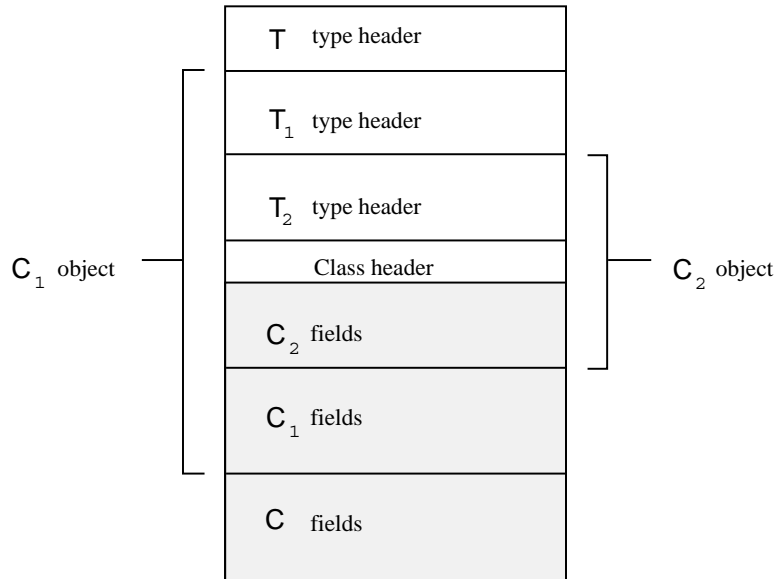 T type header
T1 type header
T2 type header
C1 object
Class header
C2 object
C2 fields
C1 fields
C fields